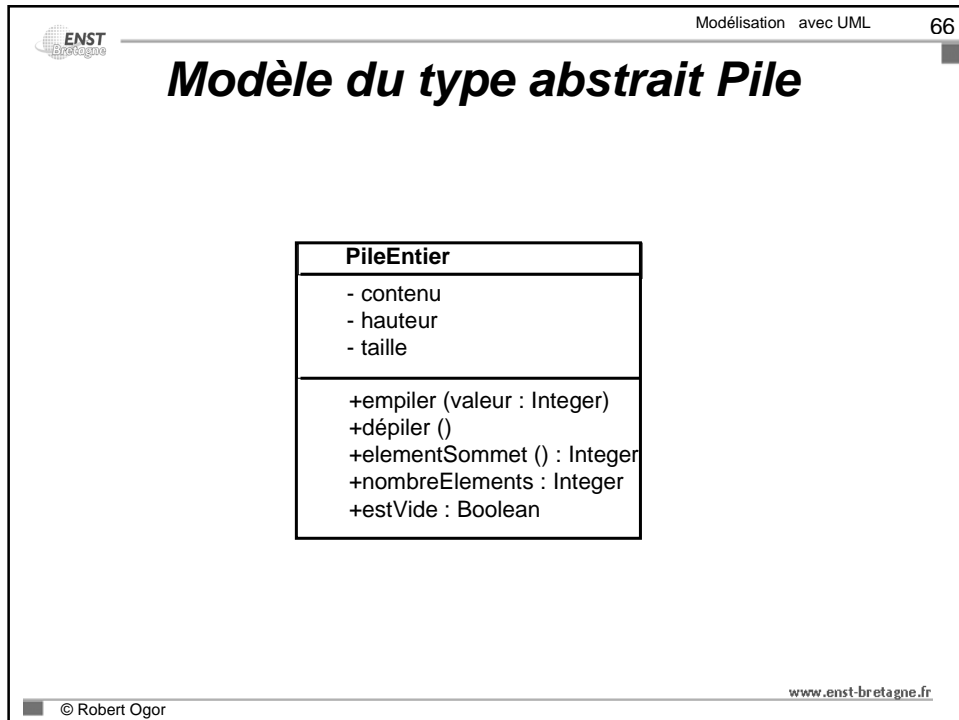 Modélisation avec UML 66
ENST
Bretagne
Modèle du type abstrait Pile
PileEntier
- contenu
- hauteur
- taille
+empiler (valeur : Integer)
+dépiler ()
+elementSommet () : Integer
+nombreElements : Integer
+estVide : Boolean
www.enst-bretagne.fr
© Robert Ogor